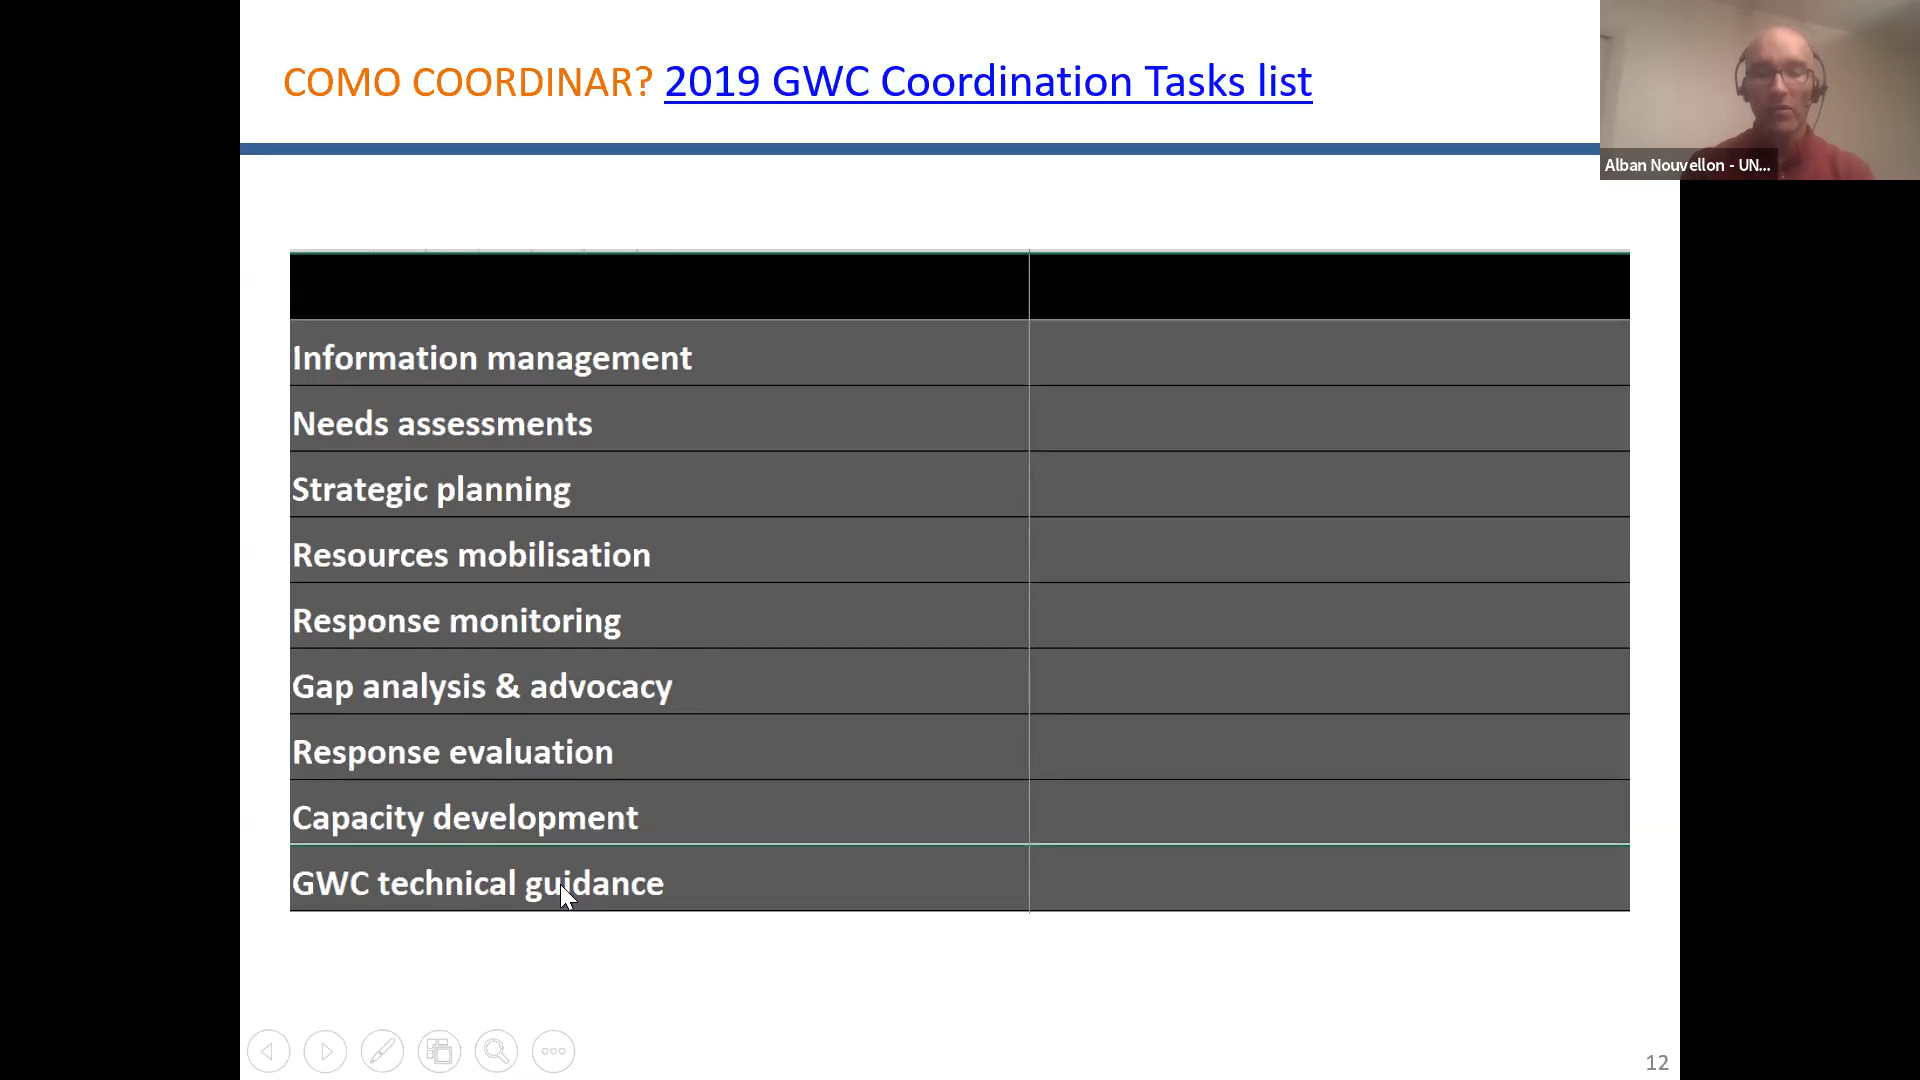 COMO COORDINAR? 2019 GWC Coordination Tasks list
Alban Nouvellon - UN...
Information management
Needs assessments
Strategic planning
Resources mobilisation
Response monitoring
Gap analysis & advocacy
Response evaluation
Capacity development
GWC technical guidance
12